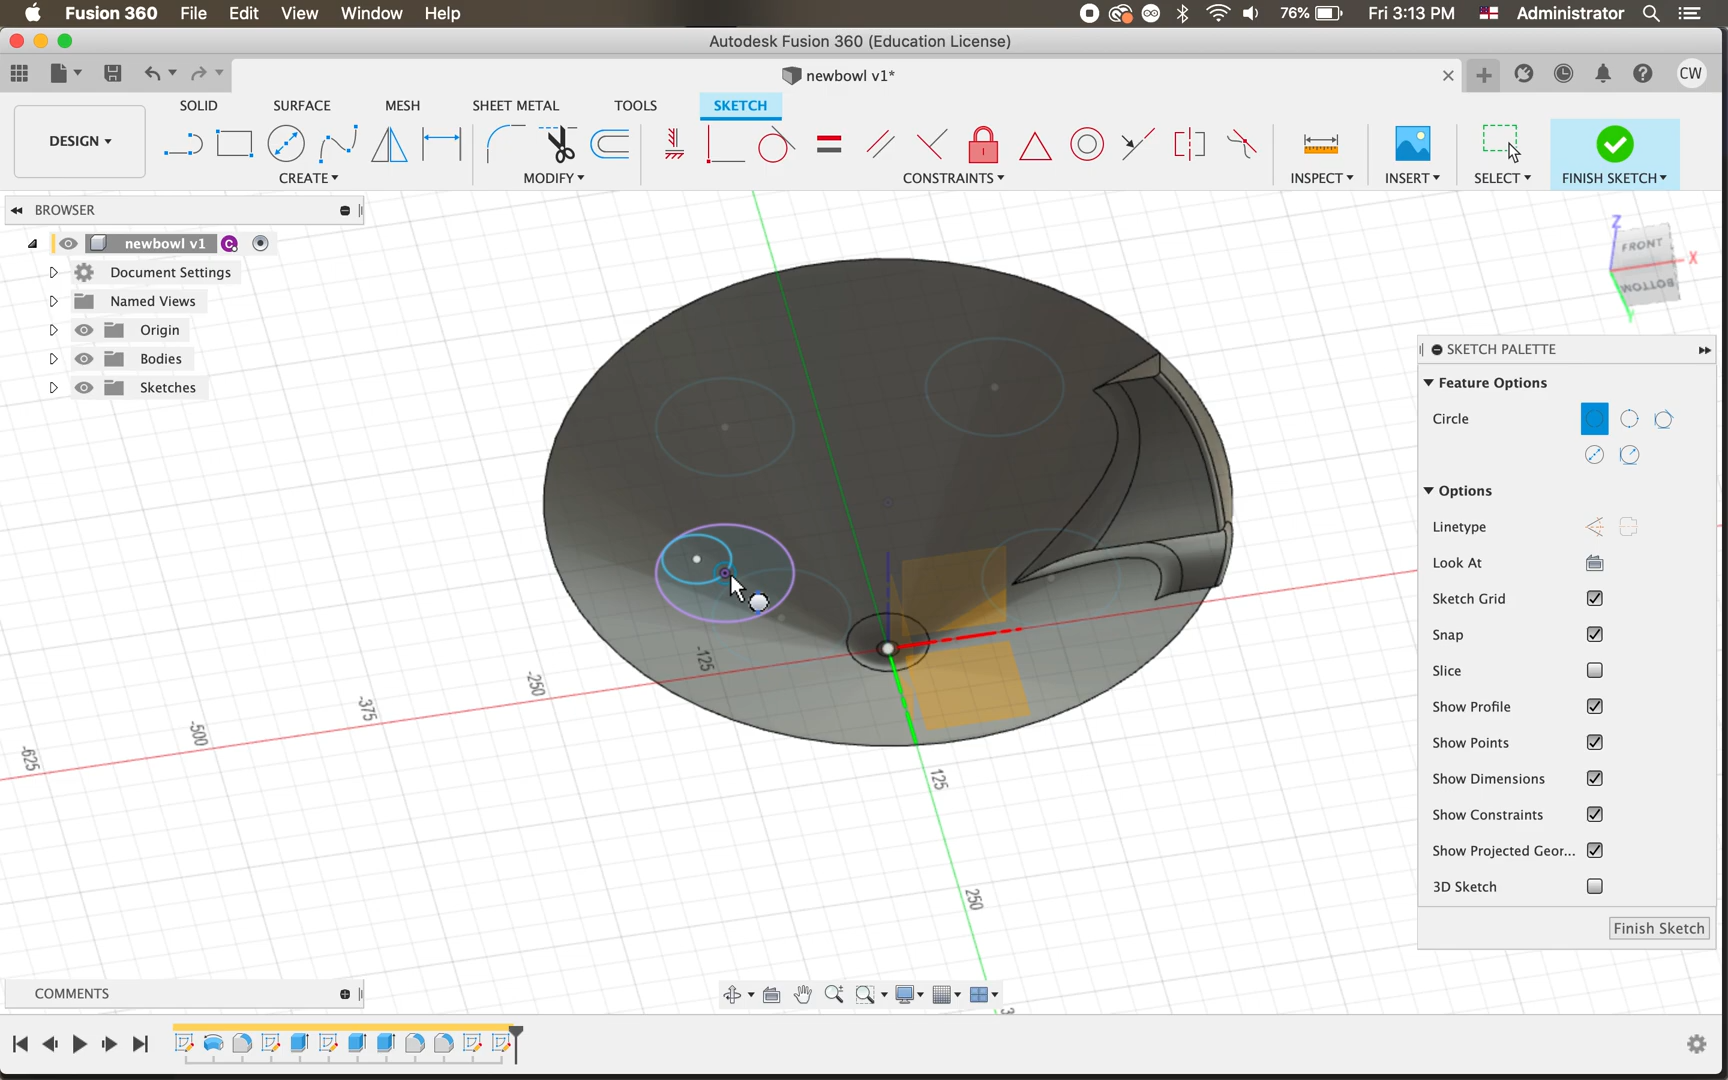 Fusion 360 File Edit View Window Help 76% Fri 3:13 PM Administrator
Autodesk Fusion 360 (Education License)
newbowl v1* CW
SOLID SURFACE MESH SHEET METAL TOOLS SKETCH
DESIGN ▾
CREATE ▾ MODIFY ▾ CONSTRAINTS ▾ INSPECT ▾ INSERT ▾ SELECT ▾ FINISH SKETCH ▾
BROWSER
newbowl v1
Document Settings
Named Views
Origin
Bodies
Sketches
Z
FRONT
X
BOTTOM
Y
SKETCH PALETTE
Feature Options
Circle
Options
Linetype
Look At
Sketch Grid
Snap
Slice
Show Profile
Show Points
Show Dimensions
Show Constraints
Show Projected Geor...
3D Sketch
Finish Sketch
-125
-250
-375
-500
-625
125
250
COMMENTS